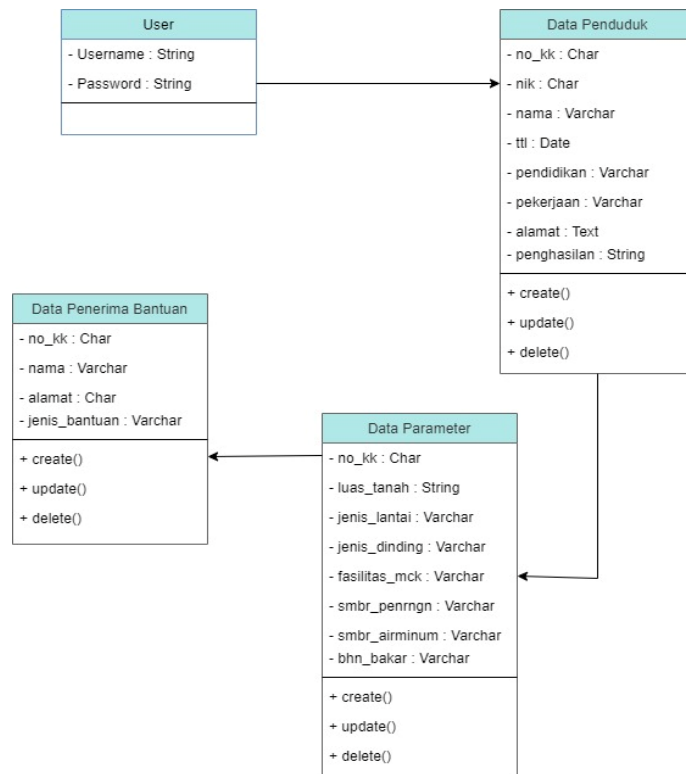 User
- Username : String
- Password : String
Data Penduduk
- no_kk : Char
- nik : Char
- nama : Varchar
- ttl : Date
- pendidikan : Varchar
- pekerjaan : Varchar
- alamat : Text
- penghasilan : String
+ create()
+ update()
+ delete()
Data Penerima Bantuan
- no_kk : Char
- nama : Varchar
- alamat : Char
- jenis_bantuan : Varchar
+ create()
+ update()
+ delete()
Data Parameter
- no_kk : Char
- luas_tanah : String
- jenis_lantai : Varchar
- jenis_dinding : Varchar
- fasilitas_mck : Varchar
- smbr_penrngn : Varchar
- smbr_airminum : Varchar
- bhn_bakar : Varchar
+ create()
+ update()
+ delete()